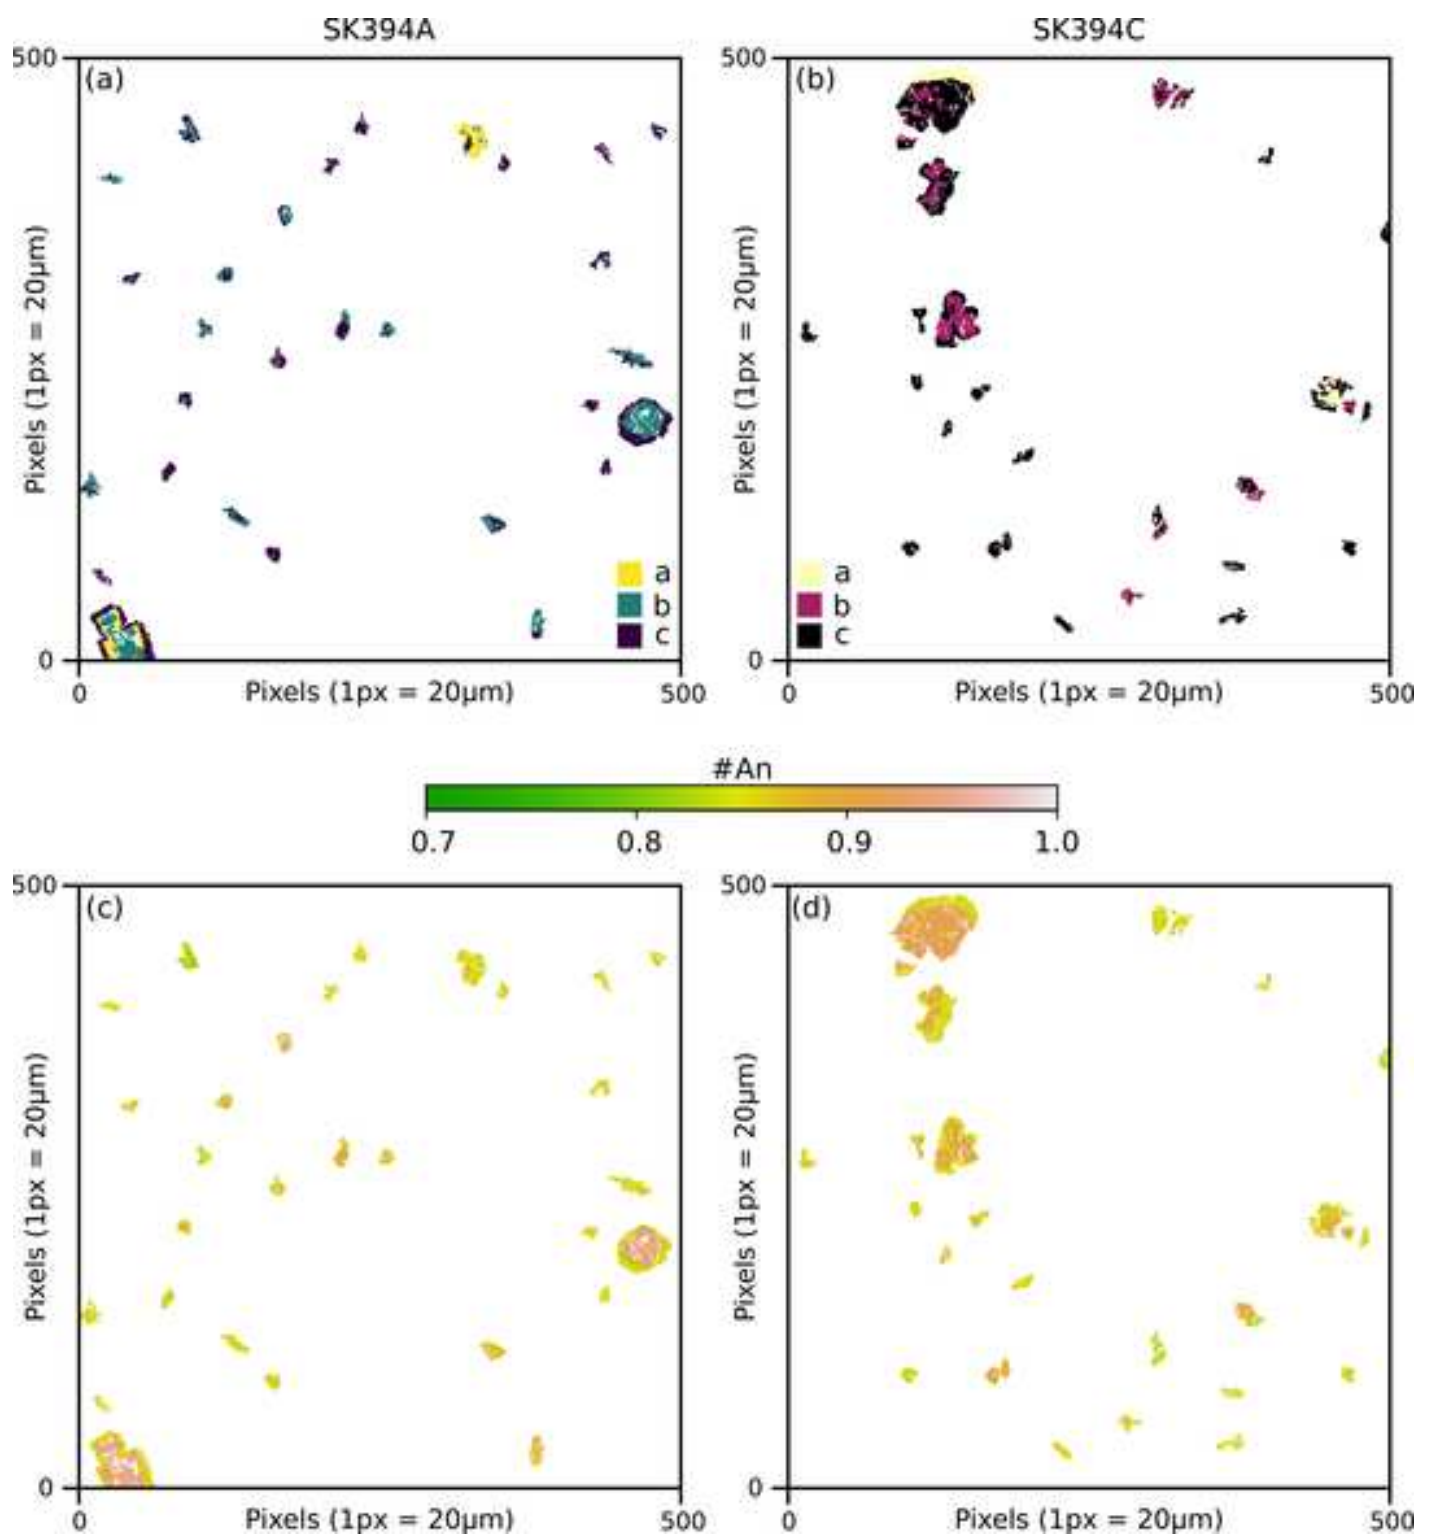 SK394A
SK394C
500
(a)
Pixels (1px = 20μm)
a
b
c
0
0
Pixels (1px = 20μm)
500
500
(b)
Pixels (1px = 20μm)
a
b
c
0
0
Pixels (1px = 20μm)
500
#An
0.7
0.8
0.9
1.0
500
(c)
Pixels (1px = 20μm)
0
0
Pixels (1px = 20μm)
500
500
(d)
Pixels (1px = 20μm)
0
0
Pixels (1px = 20μm)
500